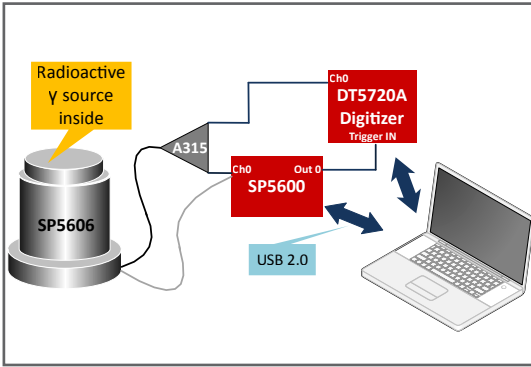 Radioactive
γ source
inside
SP5606
A315
Ch0
DT5720A
Digitizer
Trigger IN
Ch0
Out 0
SP5600
USB 2.0